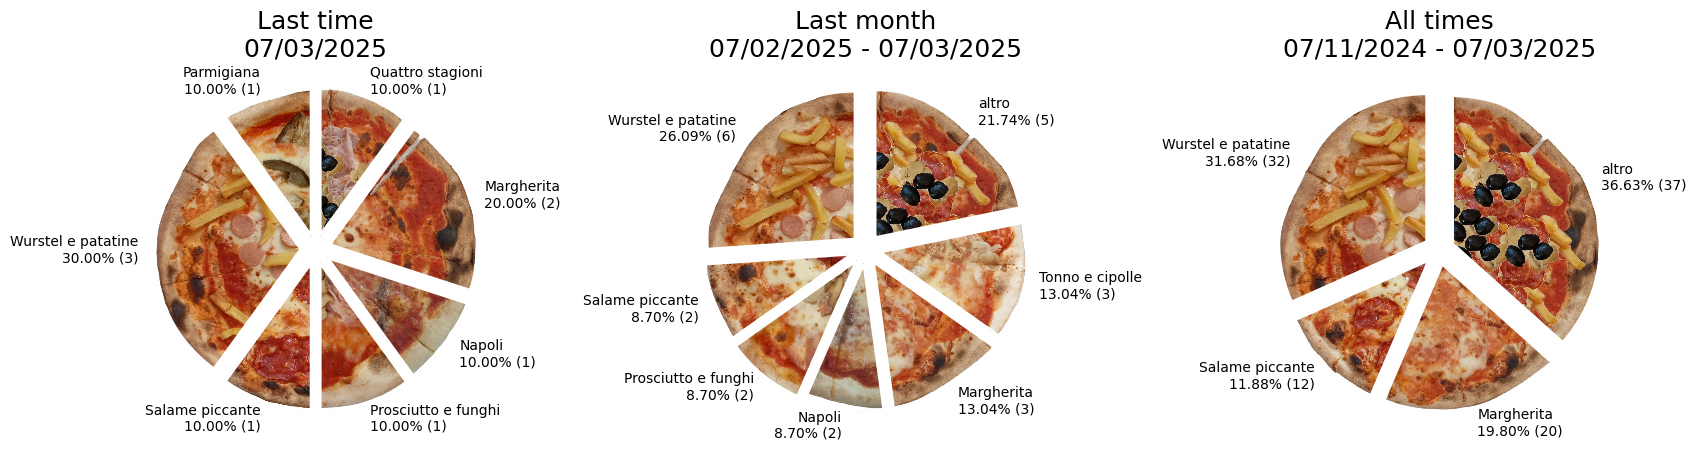 Last time
07/03/2025
Parmigiana
10.00% (1)
Quattro stagioni
10.00% (1)
Margherita
20.00% (2)
Wurstel e patatine
30.00% (3)
Napoli
10.00% (1)
Salame piccante
10.00% (1)
Prosciutto e funghi
10.00% (1)
Last month
07/02/2025 - 07/03/2025
altro
21.74% (5)
Wurstel e patatine
26.09% (6)
Tonno e cipolle
13.04% (3)
Salame piccante
8.70% (2)
Prosciutto e funghi
8.70% (2)
Margherita
13.04% (3)
Napoli
8.70% (2)
All times
07/11/2024 - 07/03/2025
Wurstel e patatine
31.68% (32)
altro
36.63% (37)
Salame piccante
11.88% (12)
Margherita
19.80% (20)